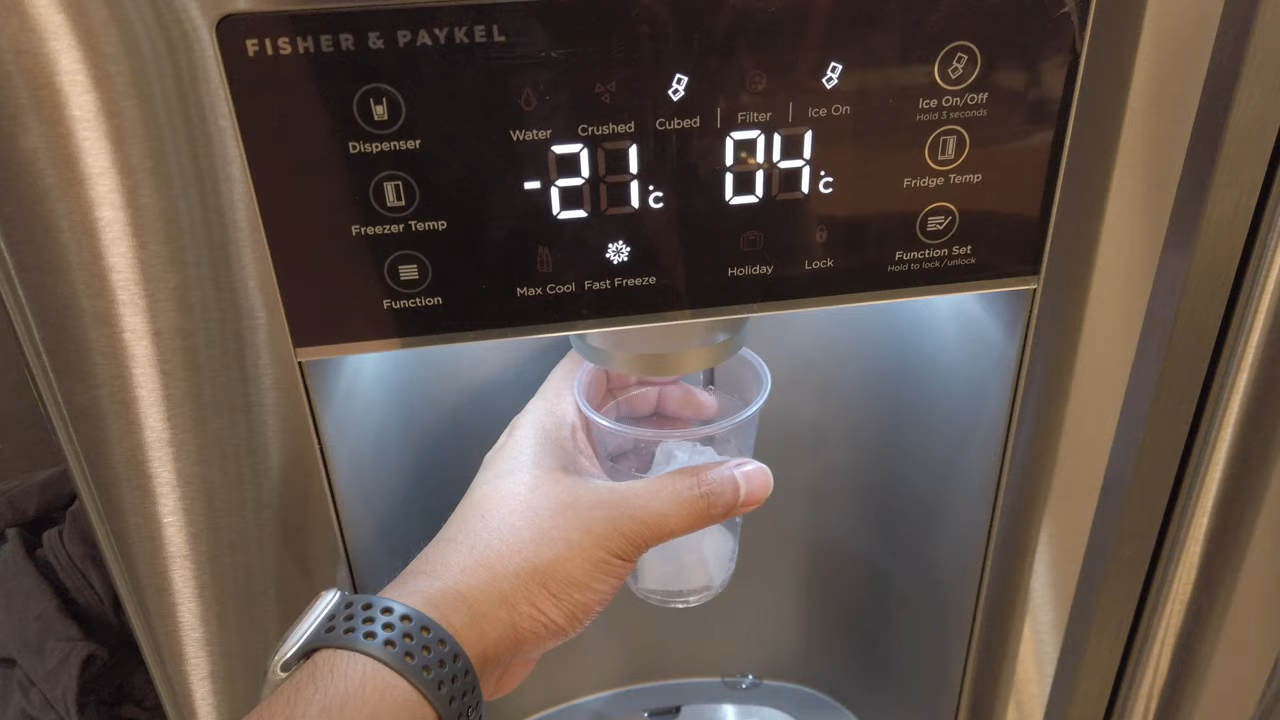 FISHER & PAYKEL
Dispenser
Freezer Temp
Function
Water Crushed Cubed | Filter | Ice On
-21°C 04°C
Max Cool Fast Freeze Holiday Lock
Ice On/Off
Hold 3 seconds
Fridge Temp
Function Set
Hold to lock/unlock